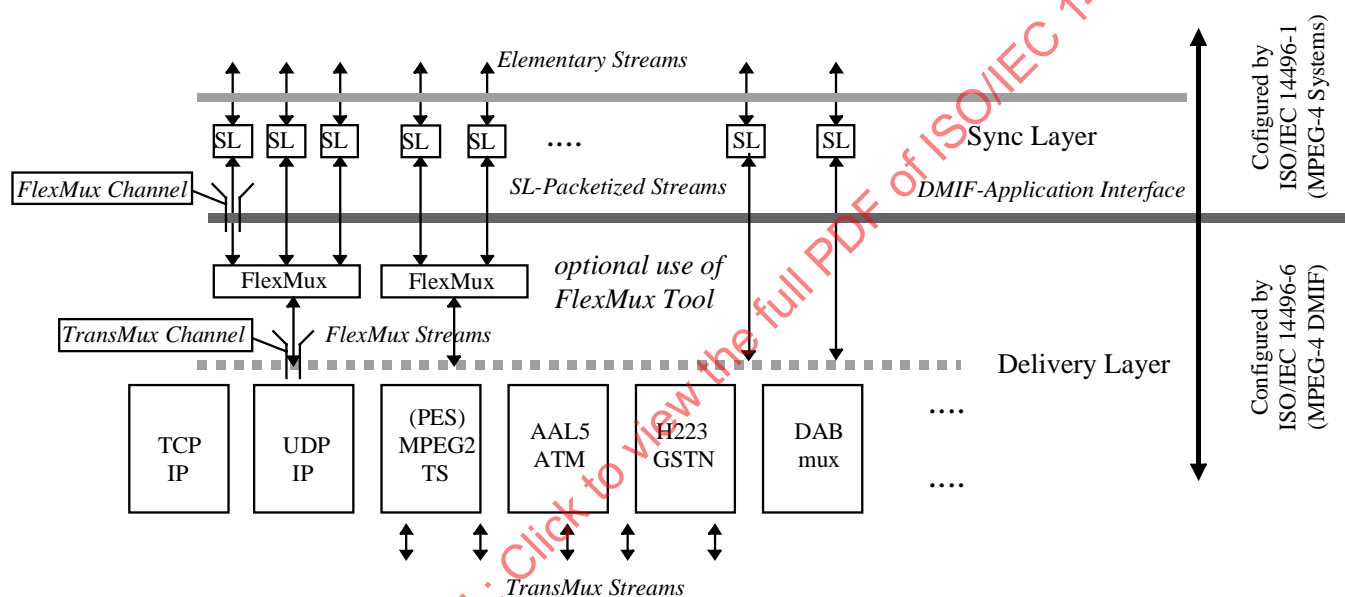 Elementary Streams
SL SL SL SL SL .... SL SL
Sync Layer
FlexMux Channel
SL-Packetized Streams
DMIF-Application Interface
FlexMux
FlexMux
optional use of
FlexMux Tool
TransMux Channel
FlexMux Streams
Delivery Layer
TCP
IP
UDP
IP
(PES)
MPEG2
TS
AAL5
ATM
H223
GSTN
DAB
mux
....
....
TransMux Streams
Cofigured by
ISO/IEC 14496-1
(MPEG-4 Systems)
Configured by
ISO/IEC 14496-6
(MPEG-4 DMIF)
: Click to view the full PDF of ISO/IEC 14